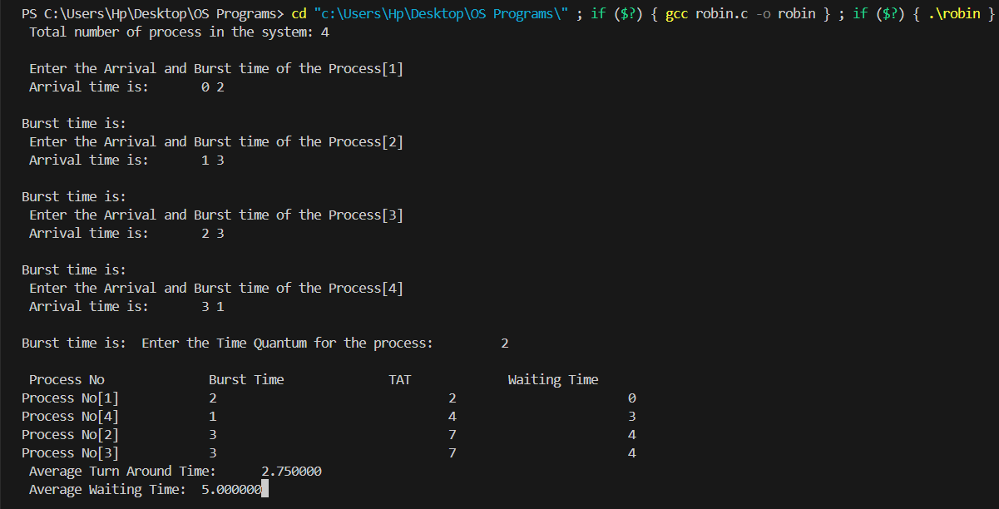 PS C:\Users\Hp\Desktop\OS Programs> cd "c:\Users\Hp\Desktop\OS Programs\" ; if ($?) { gcc robin.c -o robin } ; if ($?) { .\robin }
Total number of process in the system: 4
Enter the Arrival and Burst time of the Process[1]
Arrival time is: 0 2
Burst time is:
Enter the Arrival and Burst time of the Process[2]
Arrival time is: 1 3
Burst time is:
Enter the Arrival and Burst time of the Process[3]
Arrival time is: 2 3
Burst time is:
Enter the Arrival and Burst time of the Process[4]
Arrival time is: 3 1
Burst time is: Enter the Time Quantum for the process: 2
Process No Burst Time TAT Waiting Time
Process No[1] 2 2 0
Process No[4] 1 4 3
Process No[2] 3 7 4
Process No[3] 3 7 4
Average Turn Around Time: 2.750000
Average Waiting Time: 5.000000